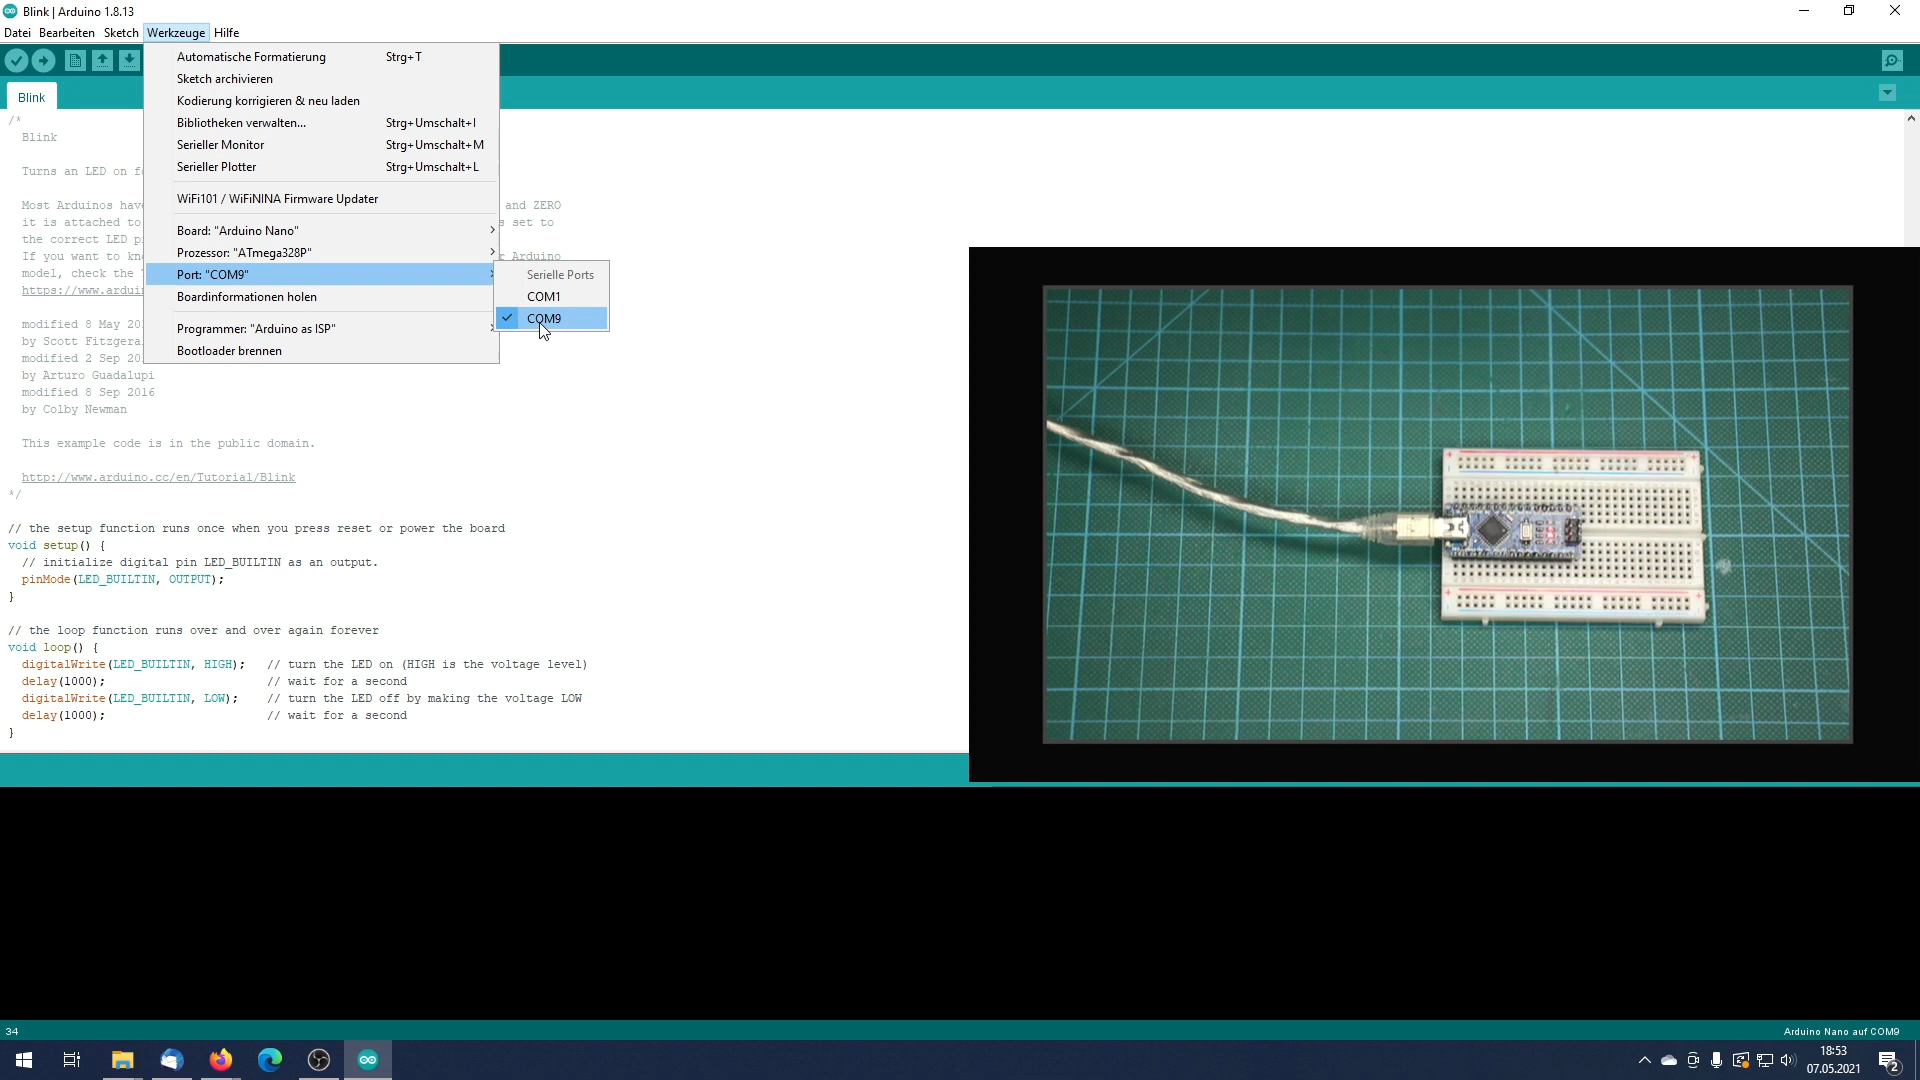 Blink | Arduino 1.8.13
Datei Bearbeiten Sketch Werkzeuge Hilfe
Automatische Formatierung Strg+T
Sketch archivieren
Kodierung korrigieren & neu laden
Bibliotheken verwalten... Strg+Umschalt+I
Serieller Monitor Strg+Umschalt+M
Serieller Plotter Strg+Umschalt+L
WiFi101 / WiFiNINA Firmware Updater
Board: "Arduino Nano"
Prozessor: "ATmega328P"
Port: "COM9"
Boardinformationen holen
Programmer: "Arduino as ISP"
Bootloader brennen
Serielle Ports
COM1
COM9
Blink
/*
Blink
Turns an LED on
Most Arduinos have and ZERO
it is attached to set to
the correct LED
If you want to Arduino
model, check the
https://www.
modified 8 May
by Scott
modified 2 Sep
by Arturo Guadalupi
modified 8 Sep 2016
by Colby Newman
This example code is in the public domain.
http://www.arduino.cc/en/Tutorial/Blink
*/
// the setup function runs once when you press reset or power the board
void setup() {
// initialize digital pin LED_BUILTIN as an output.
pinMode(LED_BUILTIN, OUTPUT);
}
// the loop function runs over and over again forever
void loop() {
digitalWrite(LED_BUILTIN, HIGH); // turn the LED on (HIGH is the voltage level)
delay(1000); // wait for a second
digitalWrite(LED_BUILTIN, LOW); // turn the LED off by making the voltage LOW
delay(1000); // wait for a second
}
34
Arduino Nano auf COM9
18:53
07.05.2021
2